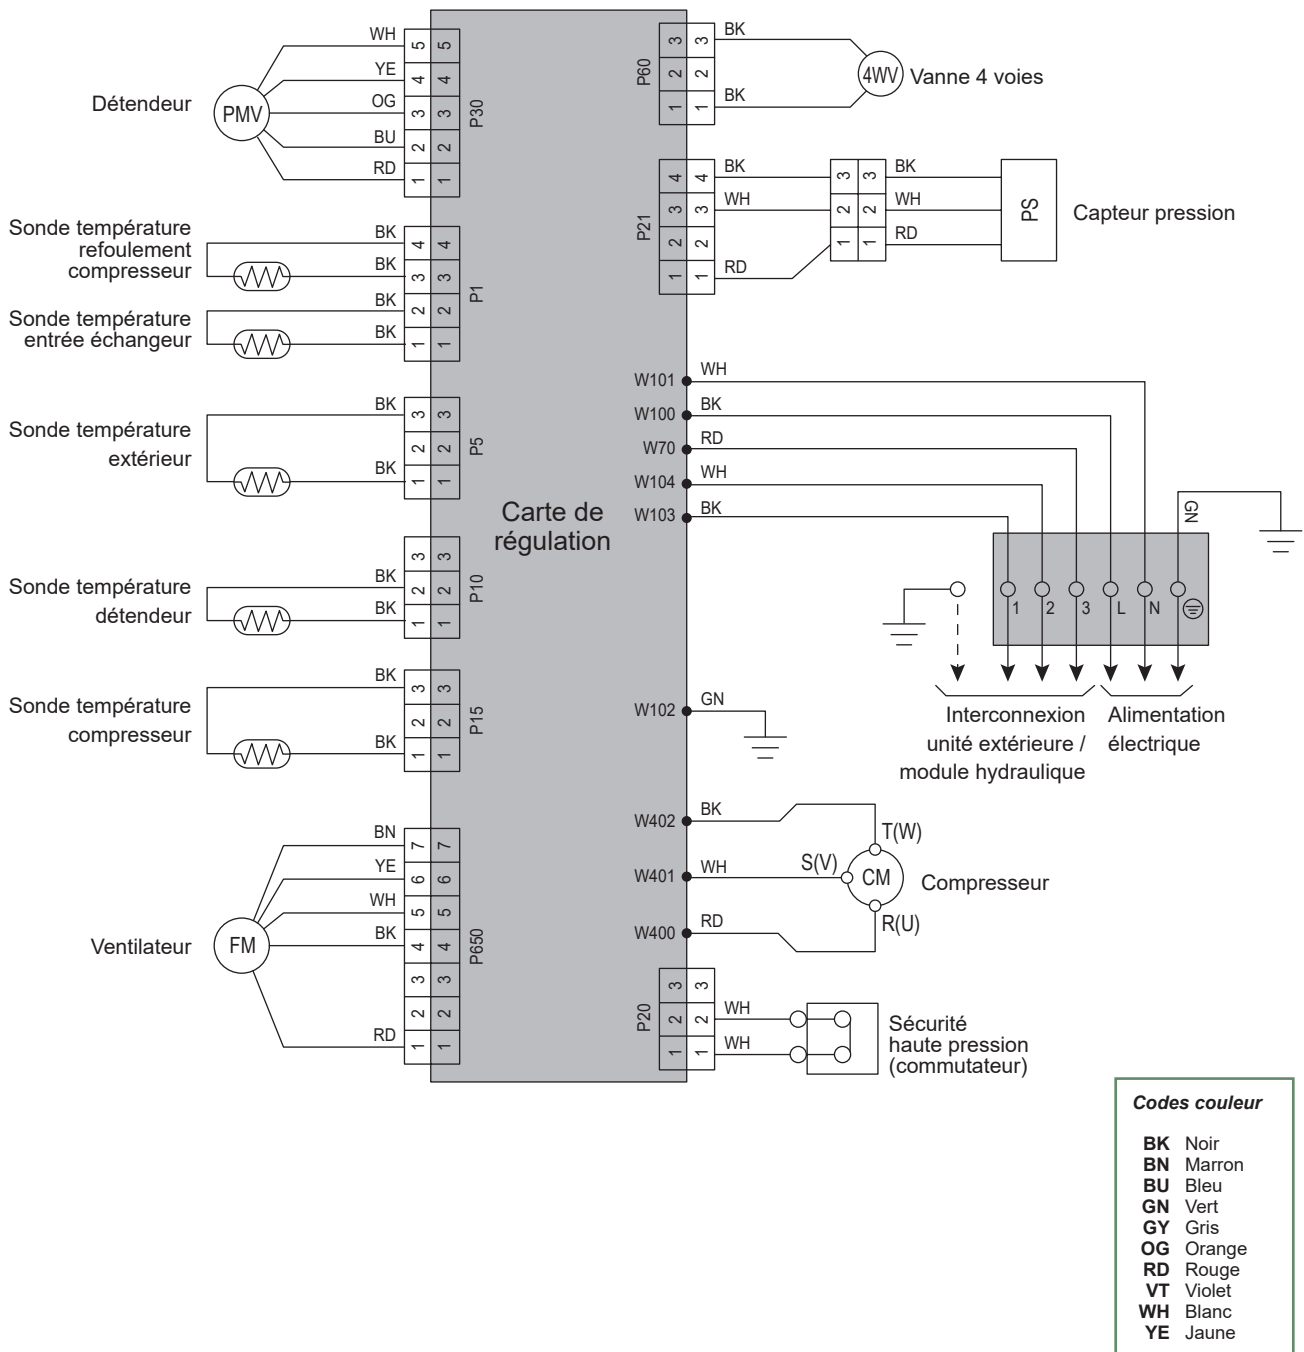 Détendeur
PMV
WH
YE
OG
BU
RD
5 5
4 4
3 3
2 2
1 1
P30
Sonde température
refoulement
compresseur
Sonde température
entrée échangeur
BK
BK
BK
BK
4 4
3 3
2 2
1 1
P1
Sonde température
extérieur
BK
BK
3 3
2 2
1 1
P5
Sonde température
détendeur
BK
BK
3 3
2 2
1 1
P10
Sonde température
compresseur
BK
BK
3 3
2 2
1 1
P15
Ventilateur
FM
BN
YE
WH
BK
RD
7 7
6 6
5 5
4 4
3 3
2 2
1 1
P650
Carte de
régulation
P60
3 3
2 2
1 1
BK
BK
4WV
Vanne 4 voies
P21
4 4
3 3
2 2
1 1
BK
WH
RD
3 3
2 2
1 1
BK
WH
RD
PS
Capteur pression
W101 WH
W100 BK
W70 RD
W104 WH
W103 BK
GN
1 2 3 L N
Interconnexion
unité extérieure /
module hydraulique
Alimentation
électrique
W102 GN
W402 BK
W401 WH
W400 RD
T(W)
S(V)
R(U)
CM
Compresseur
P20
3 3
2 2
1 1
WH
WH
Sécurité
haute pression
(commutateur)
Codes couleur
BK Noir
BN Marron
BU Bleu
GN Vert
GY Gris
OG Orange
RD Rouge
VT Violet
WH Blanc
YE Jaune